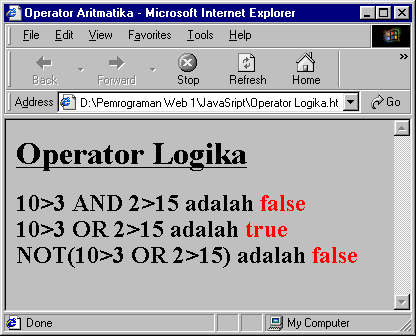 Operator Aritmatika - Microsoft Internet Explorer
File Edit View Favorites Tools Help
Back Forward Stop Refresh Home »
Address D:\Pemrograman Web 1\JavaSript\Operator Logika.ht Go
Operator Logika
10>3 AND 2>15 adalah false
10>3 OR 2>15 adalah true
NOT(10>3 OR 2>15) adalah false
Done My Computer